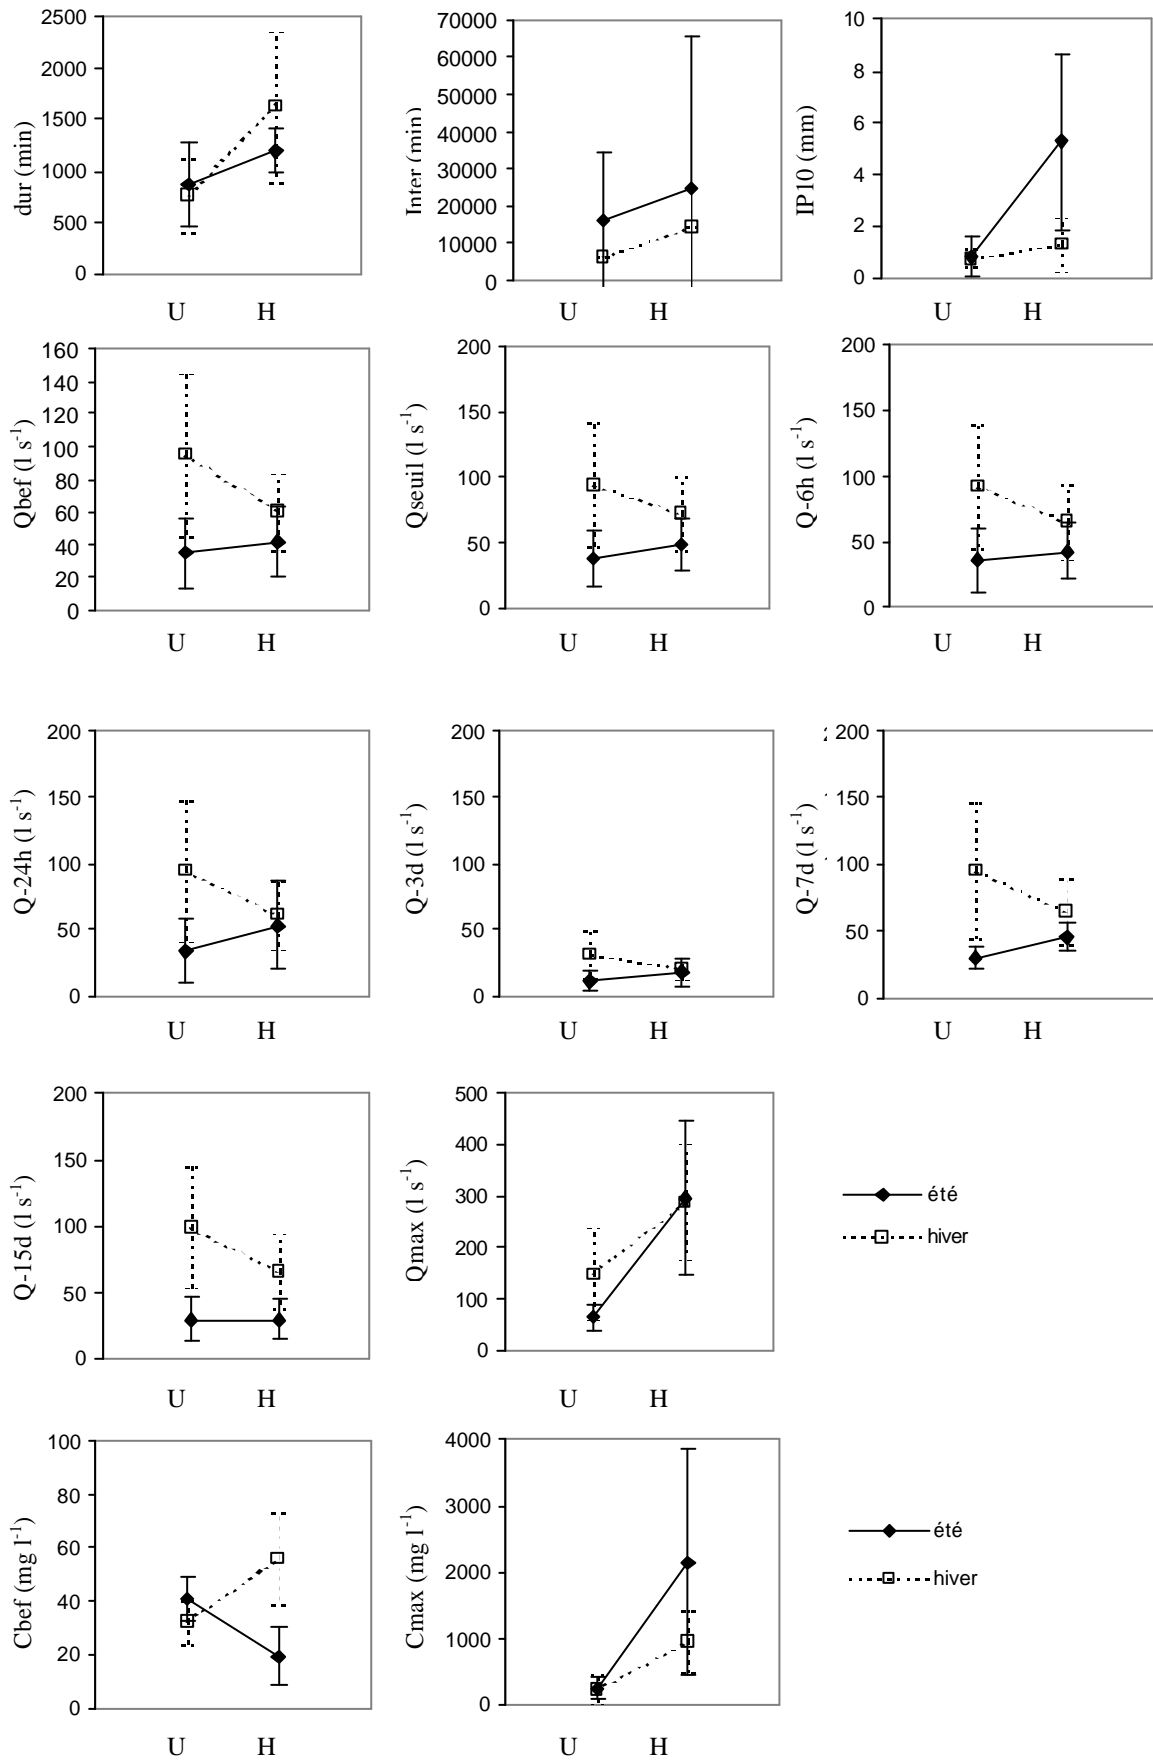 dur (min)
2500
2000
1500
1000
500
0
U H
Inter (min)
70000
60000
50000
40000
30000
20000
10000
0
U H
IP10 (mm)
10
8
6
4
2
0
U H
Qbef (l s⁻¹)
160
140
120
100
80
60
40
20
0
U H
Qseuil (l s⁻¹)
200
150
100
50
0
U H
Q-6h (l s⁻¹)
200
150
100
50
0
U H
Q-24h (l s⁻¹)
200
150
100
50
0
U H
Q-3d (l s⁻¹)
200
150
100
50
0
U H
Q-7d (l s⁻¹)
200
150
100
50
0
U H
Q-15d (l s⁻¹)
200
150
100
50
0
U H
Qmax (l s⁻¹)
500
400
300
200
100
0
U H
été
hiver
Cbef (mg l⁻¹)
100
80
60
40
20
0
U H
Cmax (mg l⁻¹)
4000
3000
2000
1000
0
U H
été
hiver